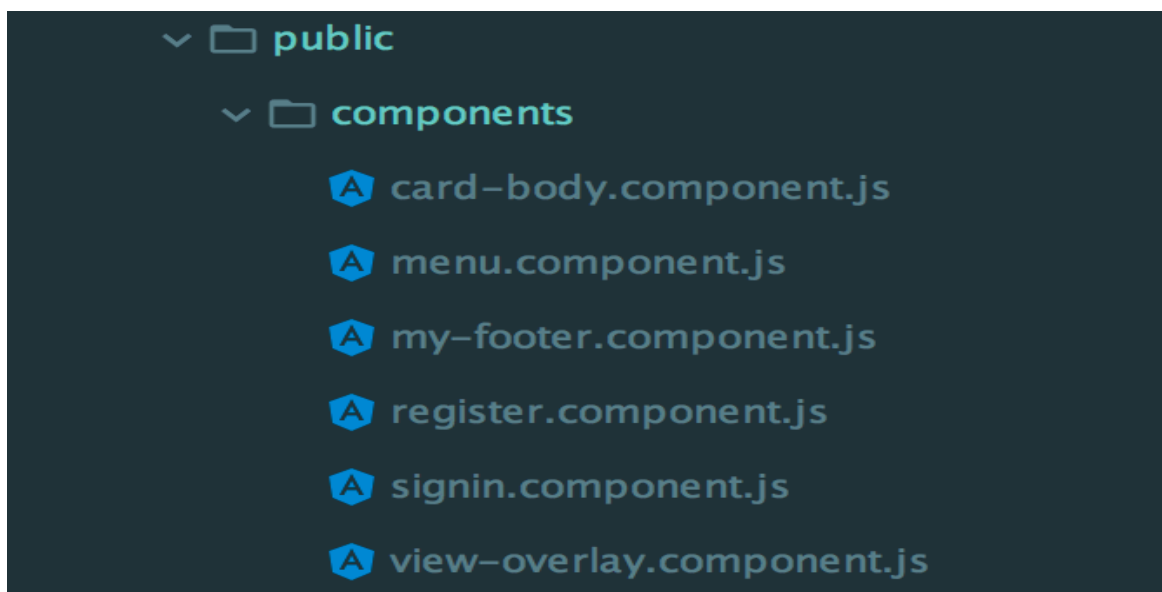 public
components
card-body.component.js
menu.component.js
my-footer.component.js
register.component.js
signin.component.js
view-overlay.component.js